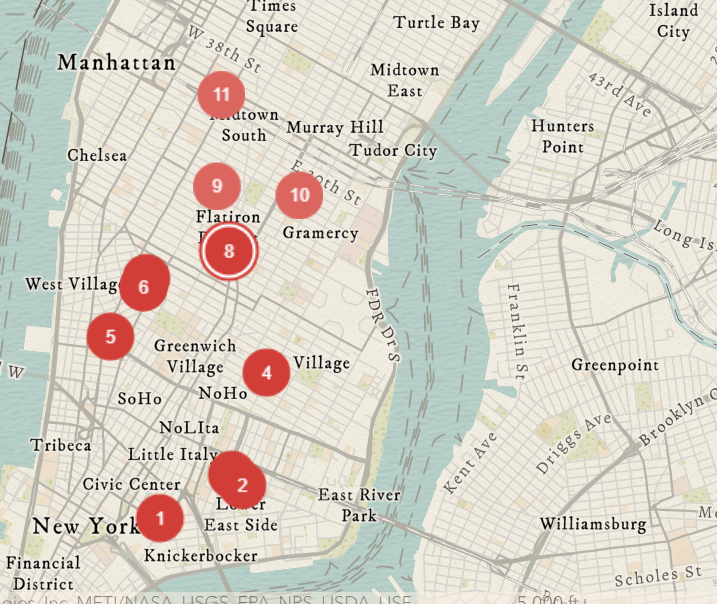 Times
Square
Island
City
Turtle Bay
W 38th St
Manhattan
Midtown
East
43rd Ave
11
Midtown
South
Murray Hill
Hunters
Point
Tudor City
Chelsea
E 30th St
9
10
Flatiron
Gramercy
8
Long Is
West Village
6
FDR Dr S
Franklin St
5
Greenwich
Village
4
Village
Greenpoint
W
SoHo
NoHo
Brooklyn Q
NoLIta
Driggs Ave
Tribeca
Little Italy
Kent Ave
Civic Center
2
Lower
East Side
East River
Park
1
New York
Williamsburg
Knickerbocker
Financial
District
Scholes St
gies, Inc, METI/NASA, USGS, EPA, NPS, USDA, USF
5,000 ft